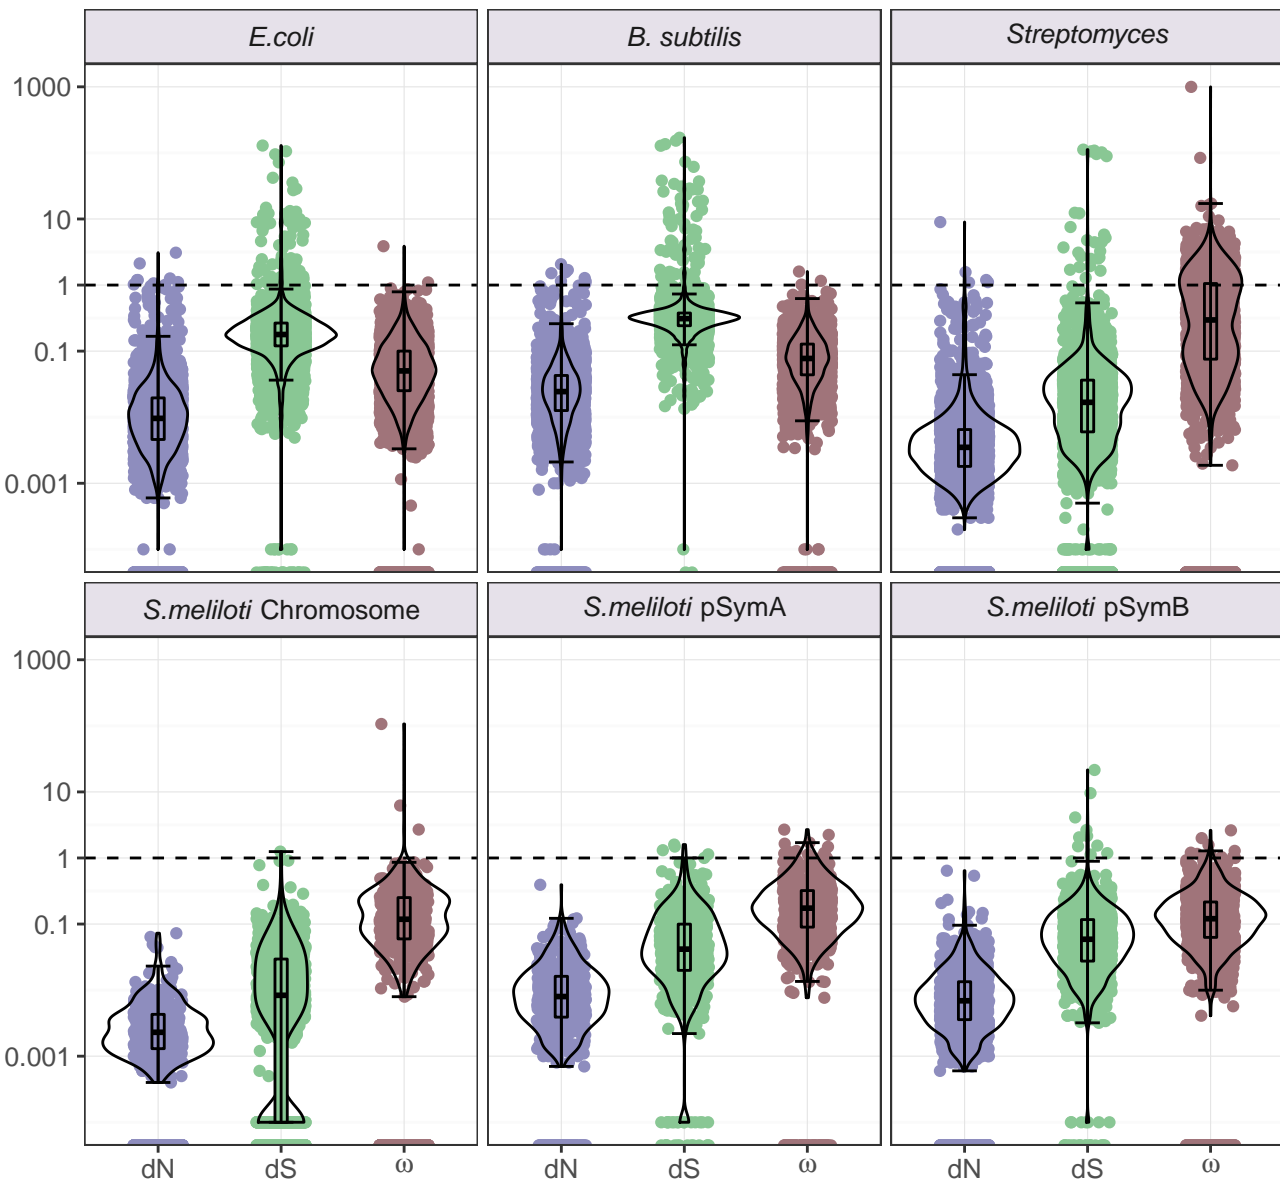 E.coli
B. subtilis
Streptomyces
1000
10
1
0.1
0.001
S.meliloti Chromosome
S.meliloti pSymA
S.meliloti pSymB
1000
10
1
0.1
0.001
dN
dS
ω
dN
dS
ω
dN
dS
ω